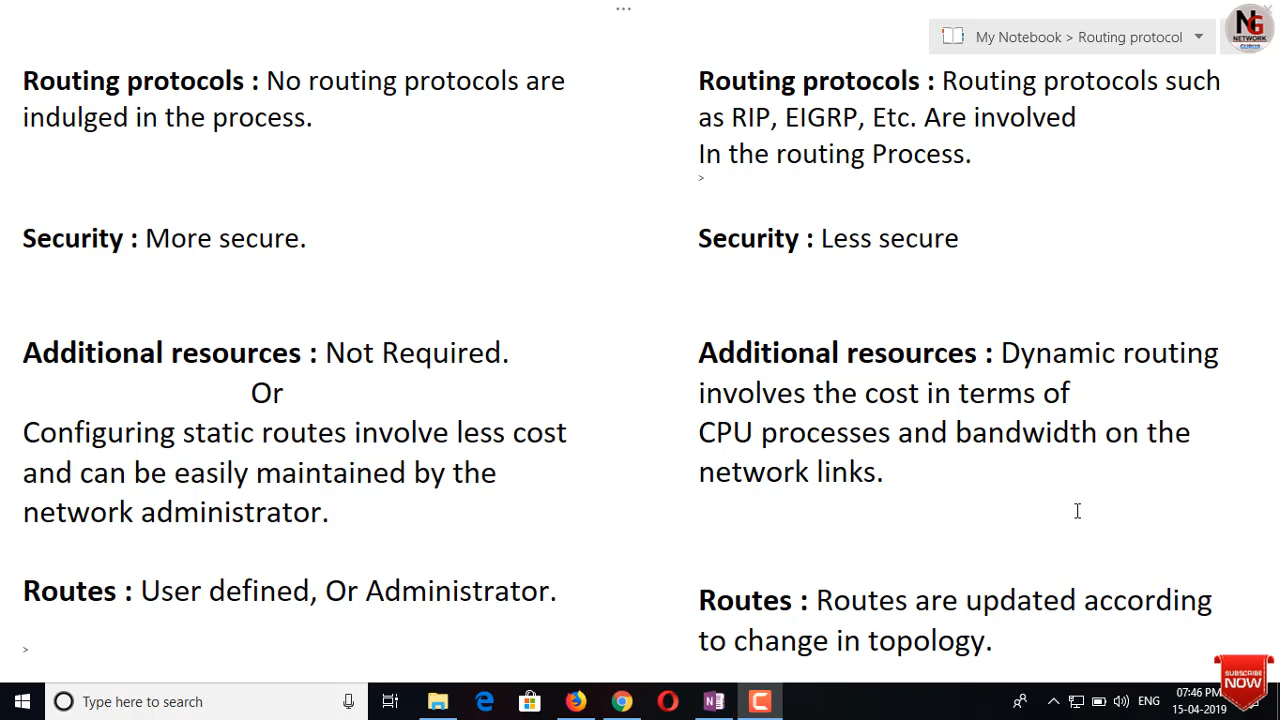 ...
My Notebook > Routing protocol
NG
NETWORK
Routing protocols : No routing protocols are
indulged in the process.
Security : More secure.
Additional resources : Not Required.
Or
Configuring static routes involve less cost
and can be easily maintained by the
network administrator.
Routes : User defined, Or Administrator.
>
Routing protocols : Routing protocols such
as RIP, EIGRP, Etc. Are involved
In the routing Process.
>
Security : Less secure
Additional resources : Dynamic routing
involves the cost in terms of
CPU processes and bandwidth on the
network links.
Routes : Routes are updated according
to change in topology.
SUBSCRIBE
NOW
Type here to search
ENG
07:46 PM
15-04-2019